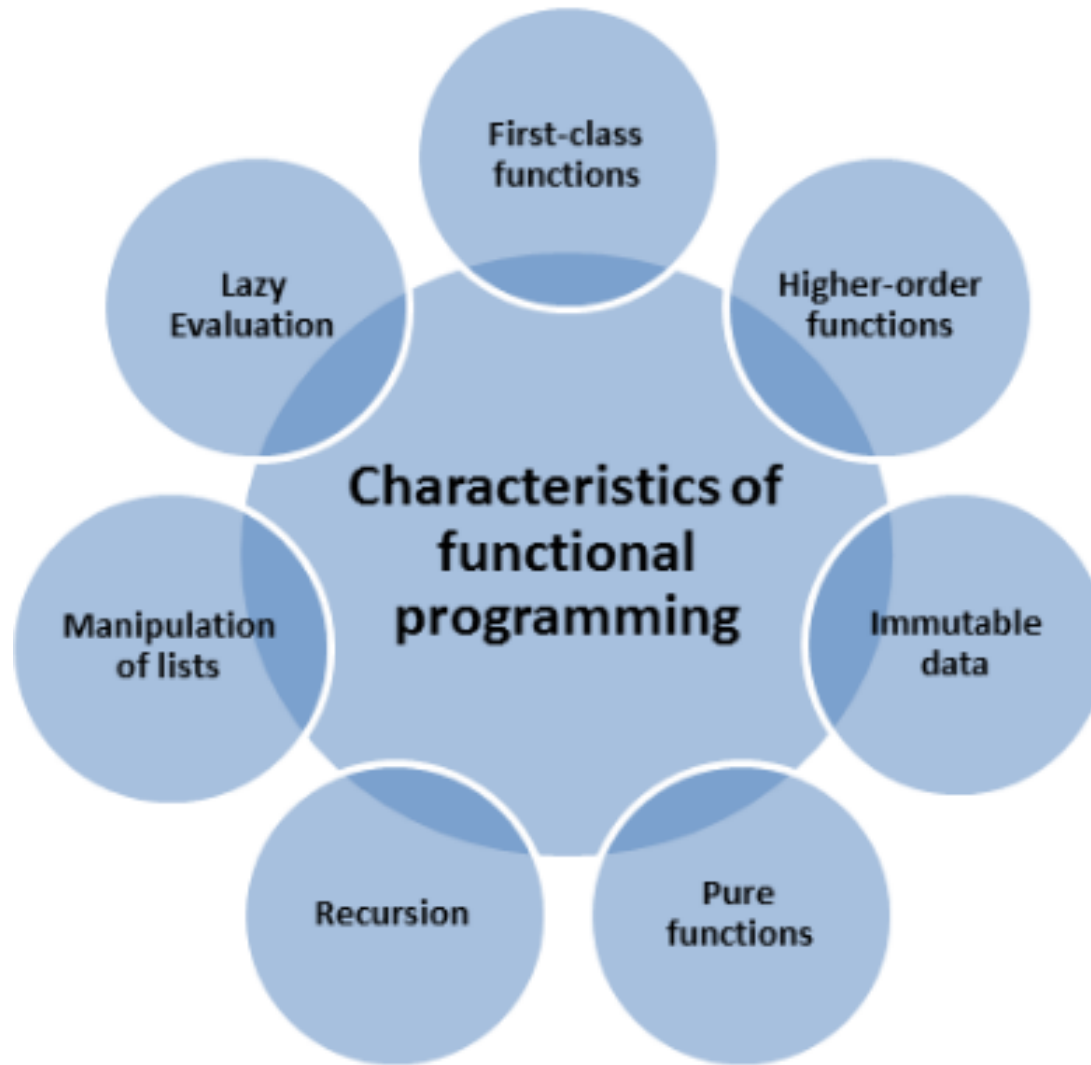 First-class
functions
Higher-order
functions
Immutable
data
Pure
functions
Recursion
Manipulation
of lists
Lazy
Evaluation
Characteristics of
functional
programming